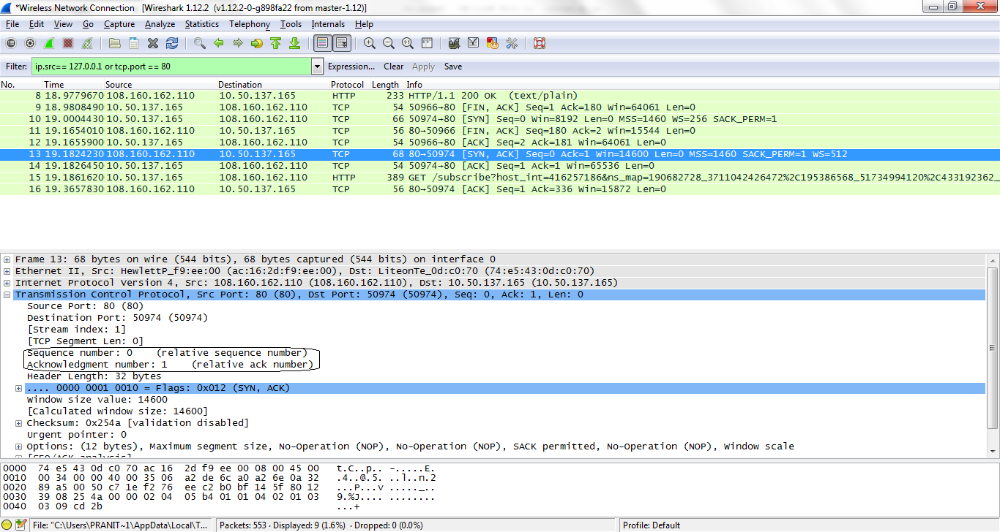 *Wireless Network Connection [Wireshark 1.12.2 (v1.12.2-0-g898fa22 from master-1.12)]
File Edit View Go Capture Analyze Statistics Telephony Tools Internals Help
Filter: ip.src== 127.0.0.1 or tcp.port == 80 Expression... Clear Apply Save
No. Time Source Destination Protocol Length Info
8 18.9779670 108.160.162.110 10.50.137.165 HTTP 233 HTTP/1.1 200 OK (text/plain)
9 18.9808490 10.50.137.165 108.160.162.110 TCP 54 50966→80 [FIN, ACK] Seq=1 Ack=180 Win=64061 Len=0
10 19.0004430 10.50.137.165 108.160.162.110 TCP 66 50974→80 [SYN] Seq=0 Win=8192 Len=0 MSS=1460 WS=256 SACK_PERM=1
11 19.1654010 108.160.162.110 10.50.137.165 TCP 56 80→50966 [FIN, ACK] Seq=180 Ack=2 Win=15544 Len=0
12 19.1655900 10.50.137.165 108.160.162.110 TCP 54 50966→80 [ACK] Seq=2 Ack=181 Win=64061 Len=0
13 19.1824230 108.160.162.110 10.50.137.165 TCP 68 80→50974 [SYN, ACK] Seq=0 Ack=1 Win=14600 Len=0 MSS=1460 SACK_PERM=1 WS=512
14 19.1826450 10.50.137.165 108.160.162.110 TCP 54 50974→80 [ACK] Seq=1 Ack=1 Win=65536 Len=0
15 19.1861620 10.50.137.165 108.160.162.110 HTTP 389 GET /subscribe?host_int=416257186&ns_map=190682728_3711042426472%2C195386568_51734994120%2C433192362_
16 19.3657830 108.160.162.110 10.50.137.165 TCP 56 80→50974 [ACK] Seq=1 Ack=336 Win=15872 Len=0
Frame 13: 68 bytes on wire (544 bits), 68 bytes captured (544 bits) on interface 0
Ethernet II, Src: HewlettP_f9:ee:00 (ac:16:2d:f9:ee:00), Dst: LiteonTe_0d:c0:70 (74:e5:43:0d:c0:70)
Internet Protocol Version 4, Src: 108.160.162.110 (108.160.162.110), Dst: 10.50.137.165 (10.50.137.165)
Transmission Control Protocol, Src Port: 80 (80), Dst Port: 50974 (50974), Seq: 0, Ack: 1, Len: 0
Source Port: 80 (80)
Destination Port: 50974 (50974)
[Stream index: 1]
[TCP Segment Len: 0]
Sequence number: 0 (relative sequence number)
Acknowledgment number: 1 (relative ack number)
Header Length: 32 bytes
.... 0000 0001 0010 = Flags: 0x012 (SYN, ACK)
Window size value: 14600
[Calculated window size: 14600]
Checksum: 0x254a [validation disabled]
Urgent pointer: 0
Options: (12 bytes), Maximum segment size, No-Operation (NOP), No-Operation (NOP), SACK permitted, No-Operation (NOP), Window scale
[SEQ/ACK analysis]
0000 74 e5 43 0d c0 70 ac 16 2d f9 ee 00 08 00 45 00 t.C..p.. -.....E.
0010 00 34 00 00 40 00 35 06 a2 de 6c a0 a2 6e 0a 32 .4..@.5. ..l..n.2
0020 89 a5 00 50 c7 1e f2 76 ee c2 b0 bf 14 5f 80 12 ...P...v ....._..
0030 39 08 25 4a 00 00 02 04 05 b4 01 01 04 02 01 03 9.%J.... ........
0040 03 09 cd 2b ...+
File: "C:\Users\PRANIT~1\AppData\Local\T... Packets: 553 · Displayed: 9 (1.6%) · Dropped: 0 (0.0%) Profile: Default